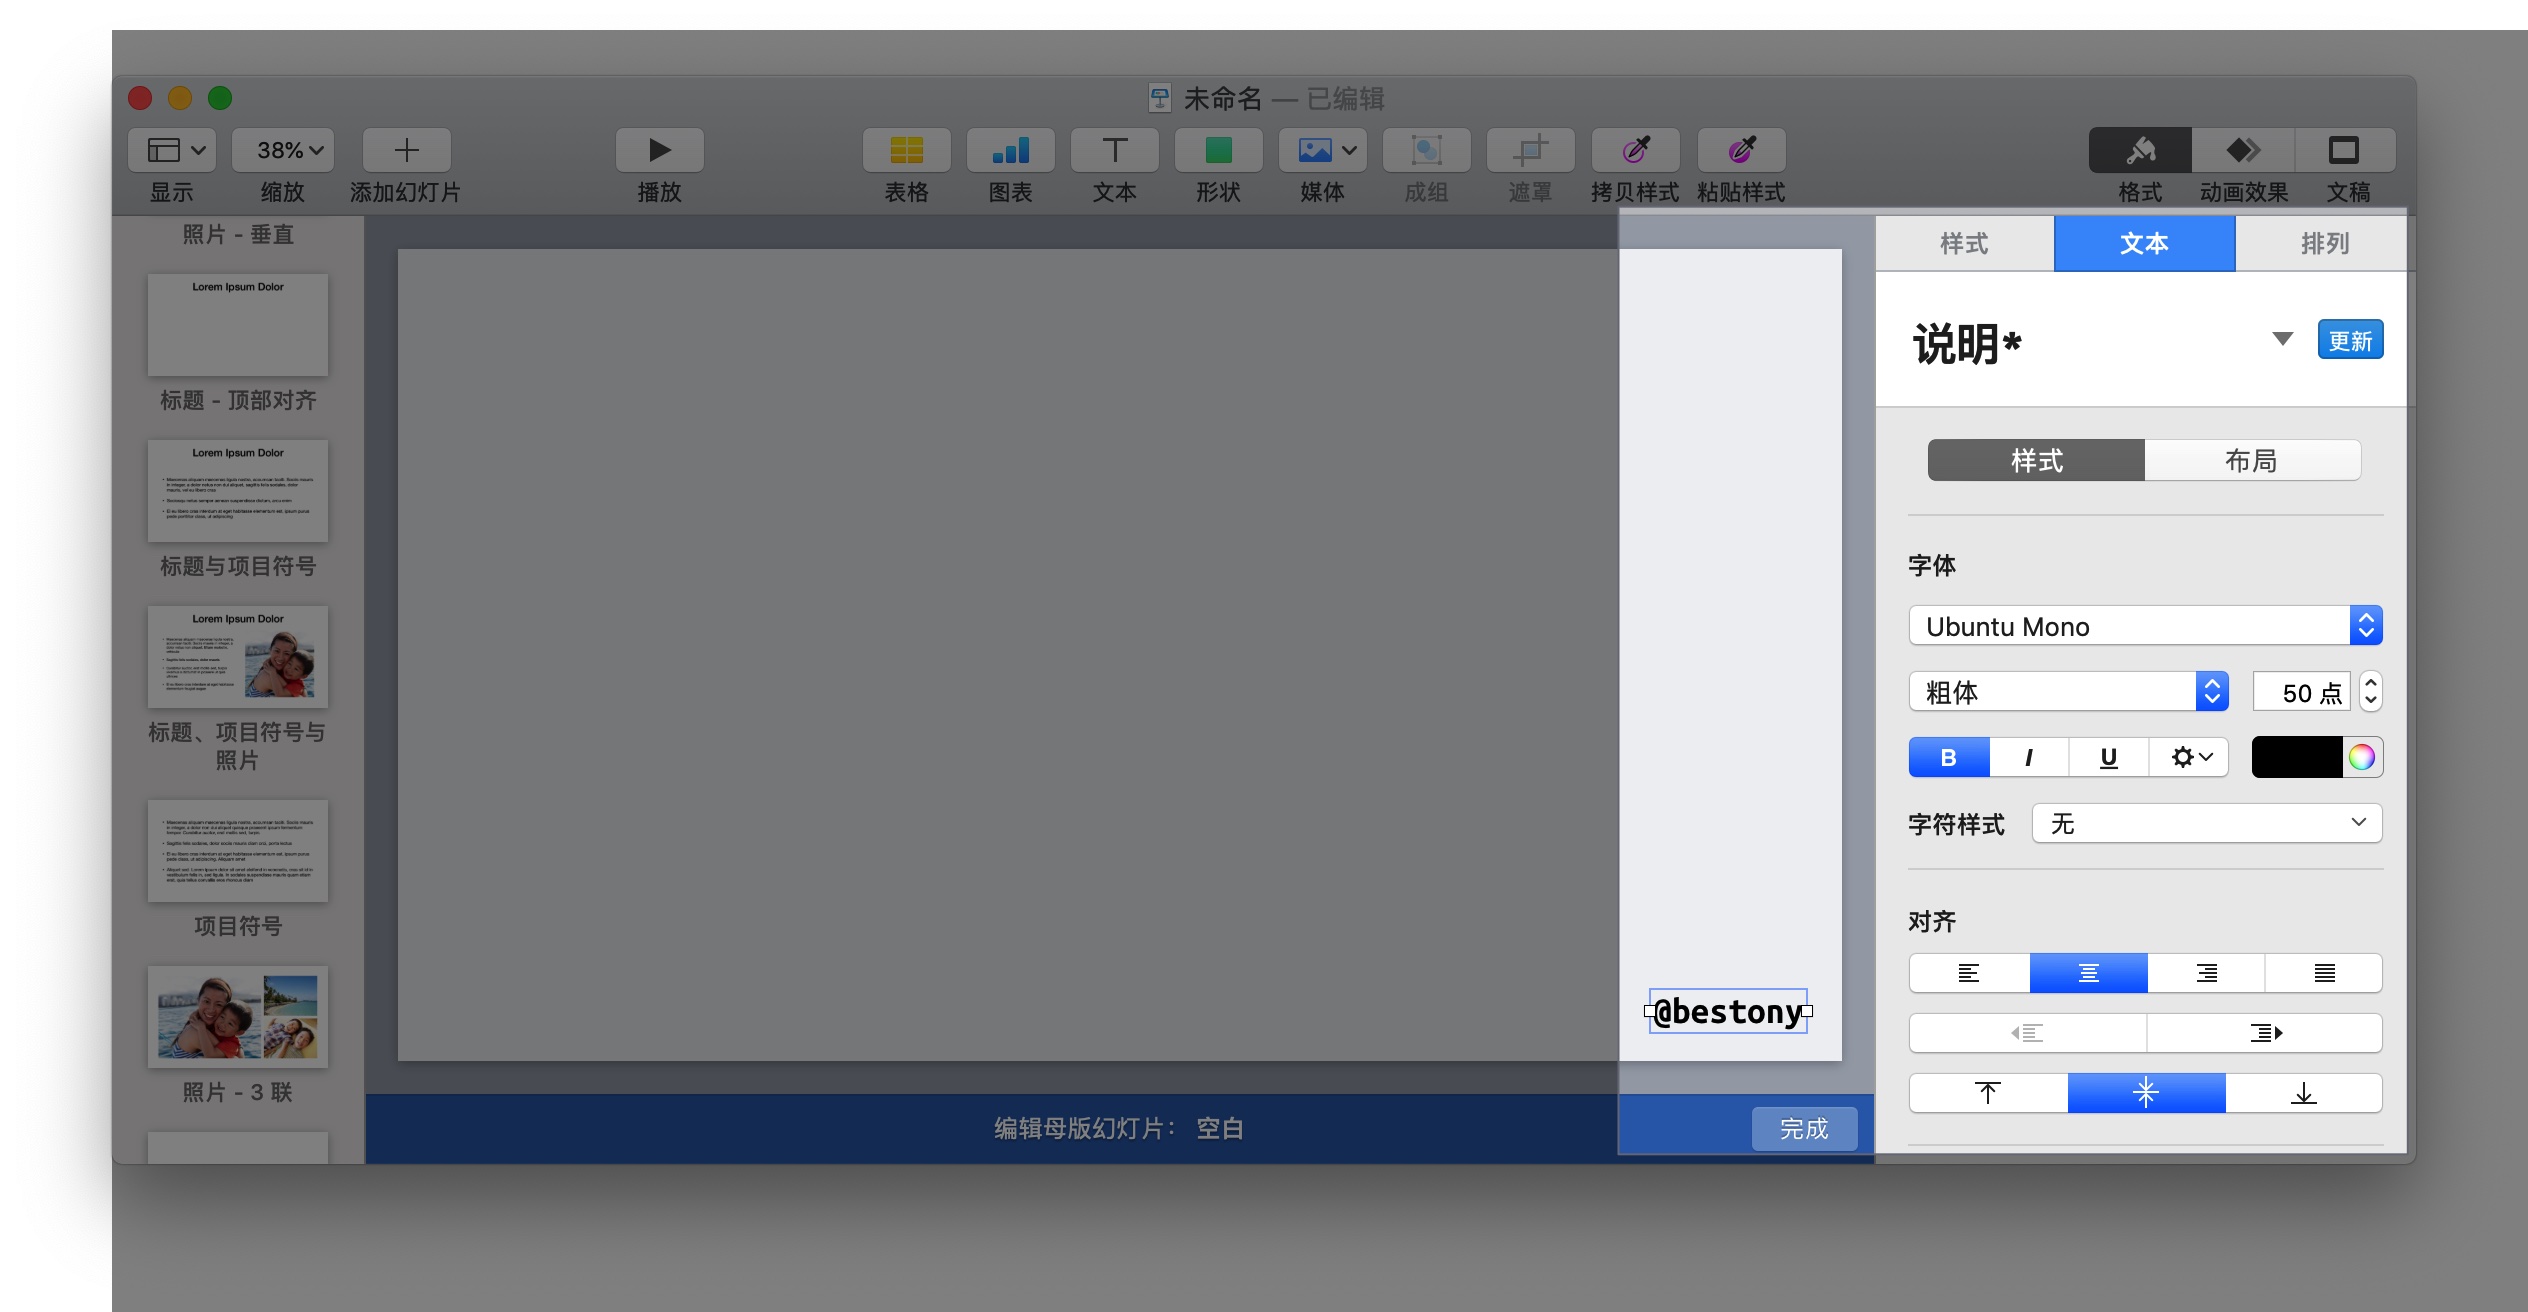 未命名 — 已编辑
38%
显示
缩放
添加幻灯片
播放
表格
图表
文本
形状
媒体
成组
遮罩
拷贝样式
粘贴样式
格式
动画效果
文稿
照片 - 垂直
Lorem Ipsum Dolor
标题 - 顶部对齐
Lorem Ipsum Dolor
标题与项目符号
Lorem Ipsum Dolor
标题、项目符号与
照片
项目符号
照片 - 3 联
@bestony
编辑母版幻灯片： 空白
完成
样式
文本
排列
说明*
更新
样式
布局
字体
Ubuntu Mono
粗体
50 点
B
I
U
字符样式
无
对齐